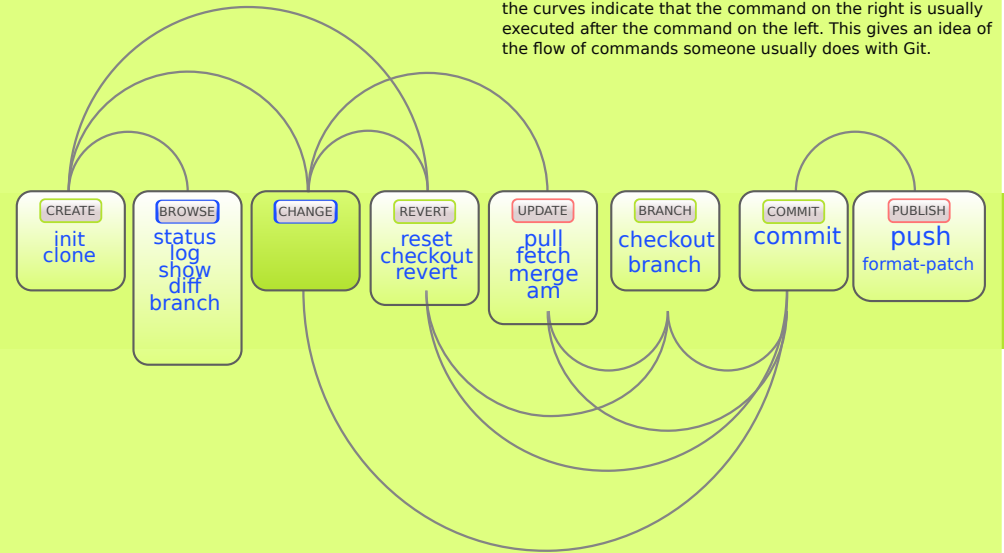 the curves indicate that the command on the right is usually
executed after the command on the left. This gives an idea of
the flow of commands someone usually does with Git.
CREATE
init
clone
BROWSE
status
log
show
diff
branch
CHANGE
REVERT
reset
checkout
revert
UPDATE
pull
fetch
merge
am
BRANCH
checkout
branch
COMMIT
commit
PUBLISH
push
format-patch